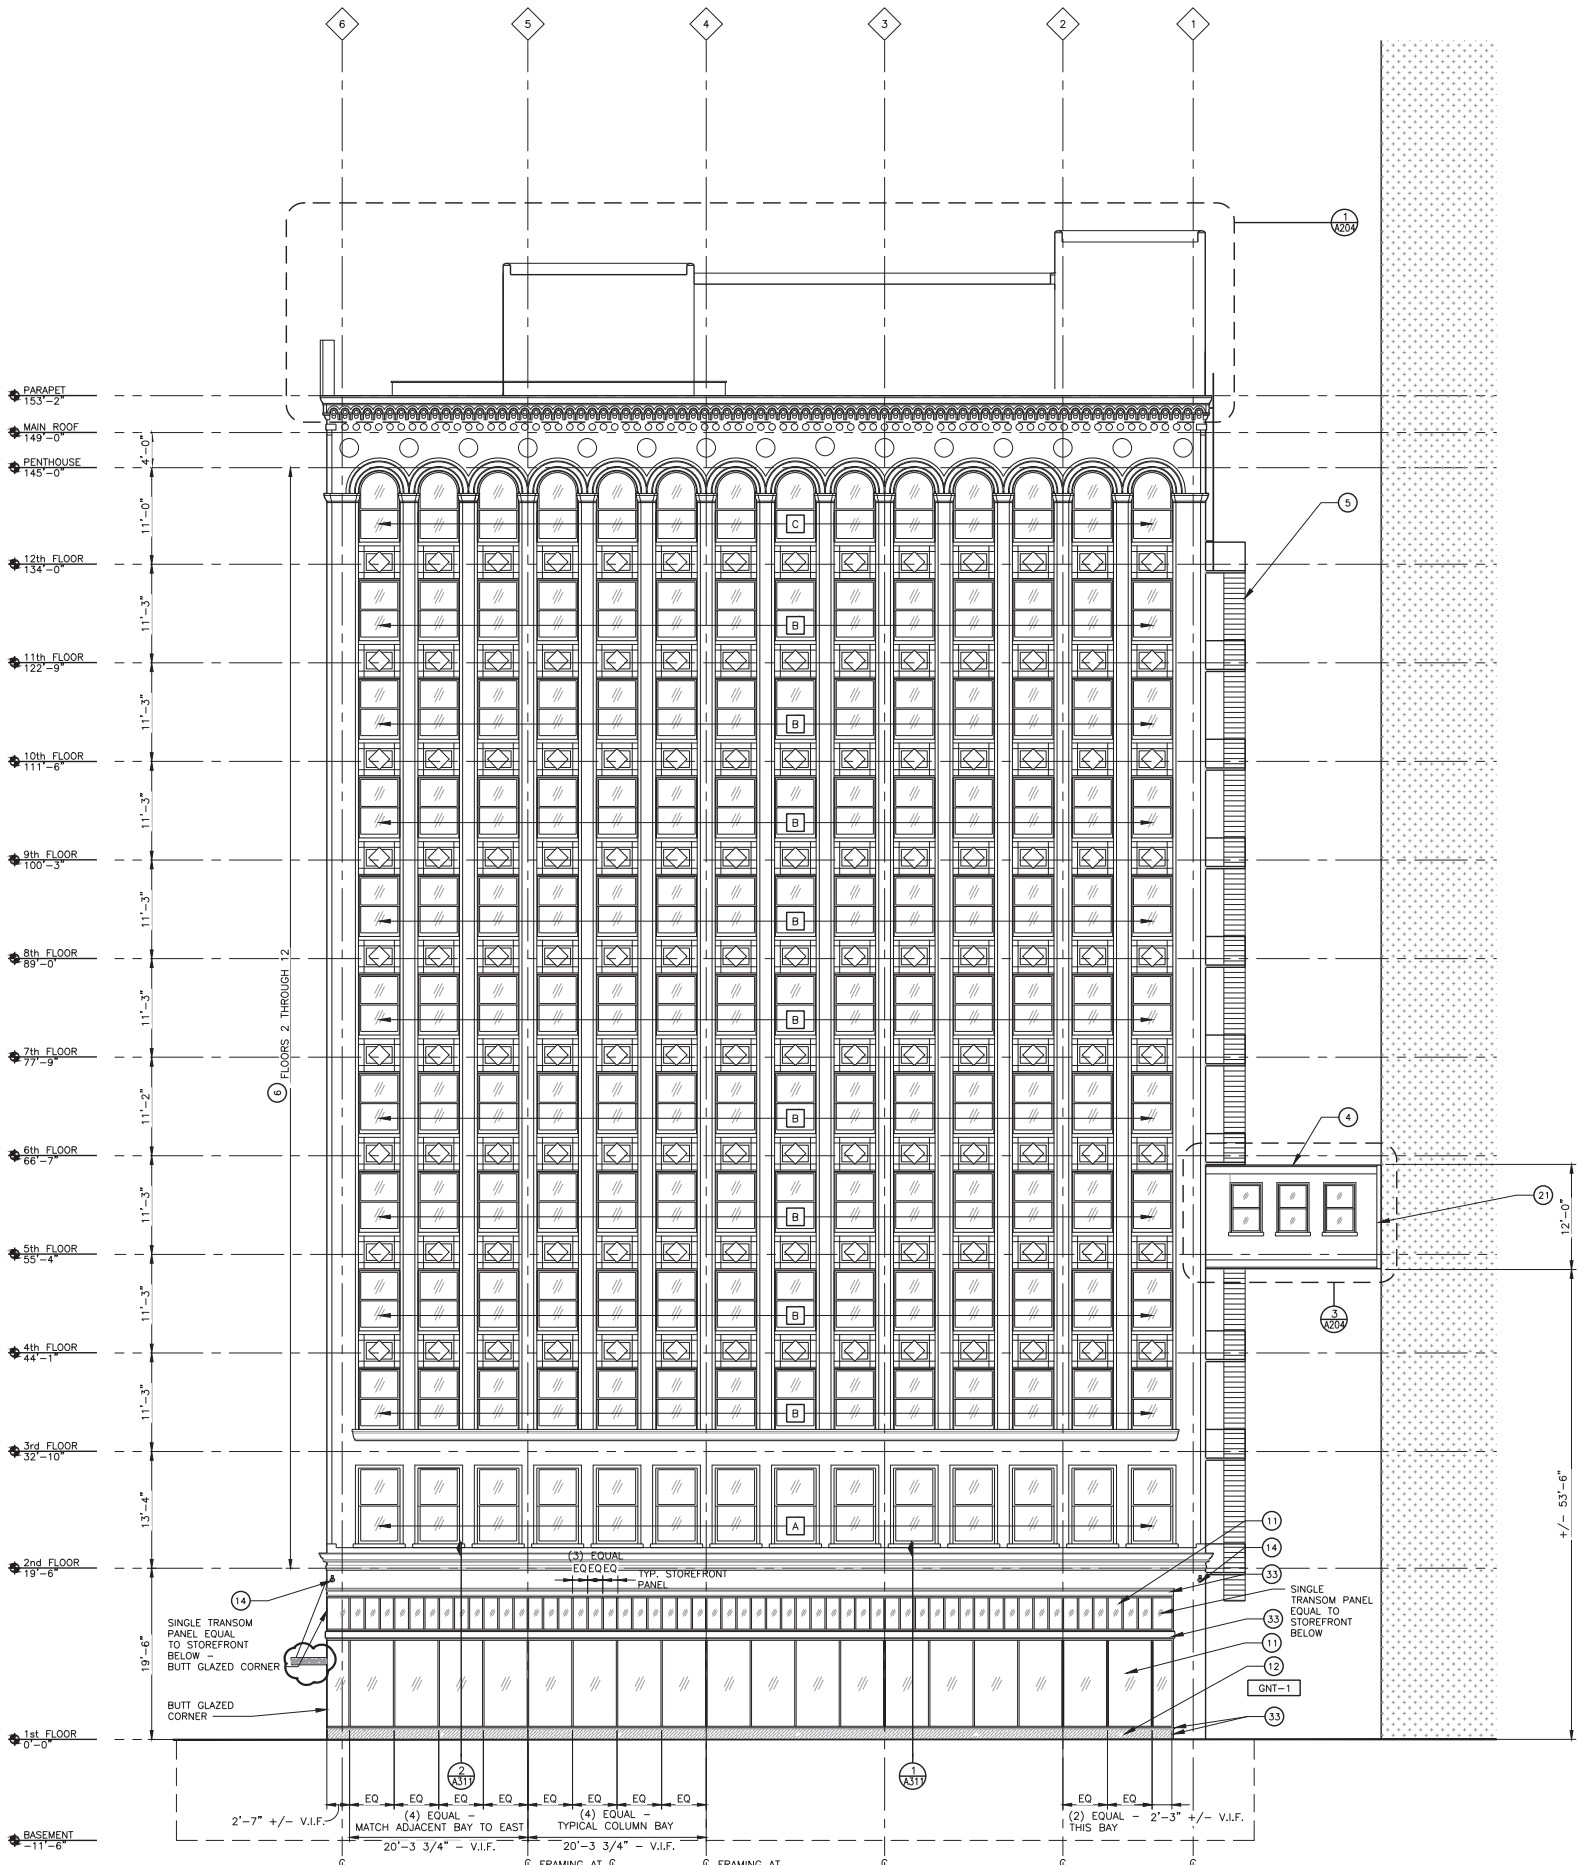 6
5
4
3
2
1
1
A204
PARAPET
153'-2"
MAIN ROOF
149'-0"
4'-0"
PENTHOUSE
145'-0"
11'-0"
C
5
12th FLOOR
134'-0"
11'-3"
B
11th FLOOR
122'-9"
11'-3"
B
10th FLOOR
111'-6"
11'-3"
B
9th FLOOR
100'-3"
11'-3"
B
8th FLOOR
89'-0"
11'-3"
B
6
FLOORS 2 THROUGH 12
7th FLOOR
77'-9"
11'-2"
B
4
6th FLOOR
66'-7"
11'-3"
B
21
12'-0"
5th FLOOR
55'-4"
11'-3"
B
3
A204
4th FLOOR
44'-1"
11'-3"
B
3rd FLOOR
32'-10"
13'-4"
A
+/- 53'-6"
11
14
33
2nd FLOOR
19'-6"
(3) EQUAL
EQ EQ EQ
TYP. STOREFRONT
PANEL
14
SINGLE TRANSOM
PANEL EQUAL
TO STOREFRONT
BELOW -
BUTT GLAZED CORNER
SINGLE
TRANSOM PANEL
EQUAL TO
STOREFRONT
BELOW
33
11
12
GNT-1
33
19'-6"
BUTT GLAZED
CORNER
1st FLOOR
0'-0"
2
A311
1
A311
EQ EQ EQ EQ EQ EQ EQ EQ EQ EQ
2'-7" +/- V.I.F.
(4) EQUAL -
MATCH ADJACENT BAY TO EAST
(4) EQUAL -
TYPICAL COLUMN BAY
(2) EQUAL -
THIS BAY
2'-3" +/- V.I.F.
20'-3 3/4" - V.I.F.
20'-3 3/4" - V.I.F.
BASEMENT
-11'-6"
FRAMING AT
FRAMING AT